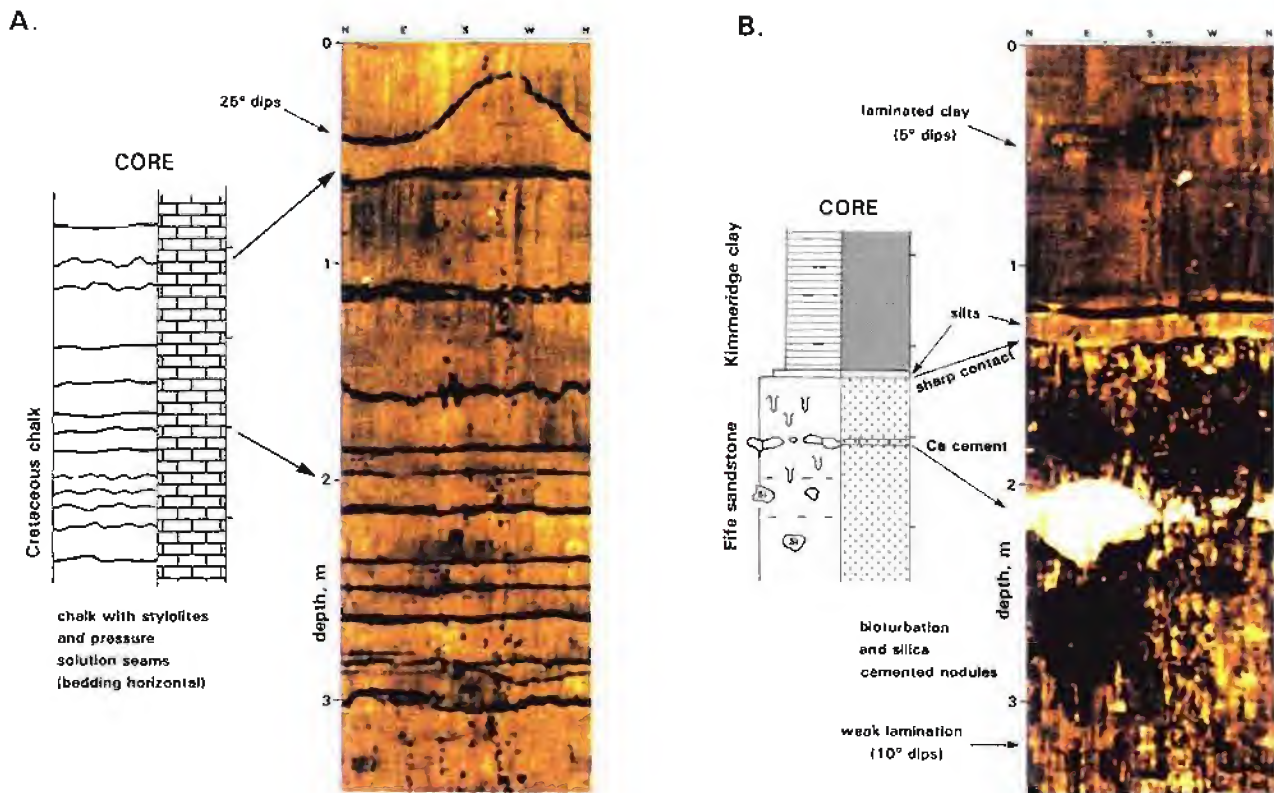 A.
N E S W N
0
25° dips
CORE
1
2
depth, m
3
Cretaceous chalk
chalk with stylolites
and pressure
solution seams
(bedding horizontal)
B.
N E S W N
0
laminated clay
(5° dips)
CORE
1
Kimmeridge clay
silts
sharp contact
Fife sandstone
Ca cement
Si
Si
2
depth, m
bioturbation
and silica
cemented nodules
3
weak lamination
(10° dips)